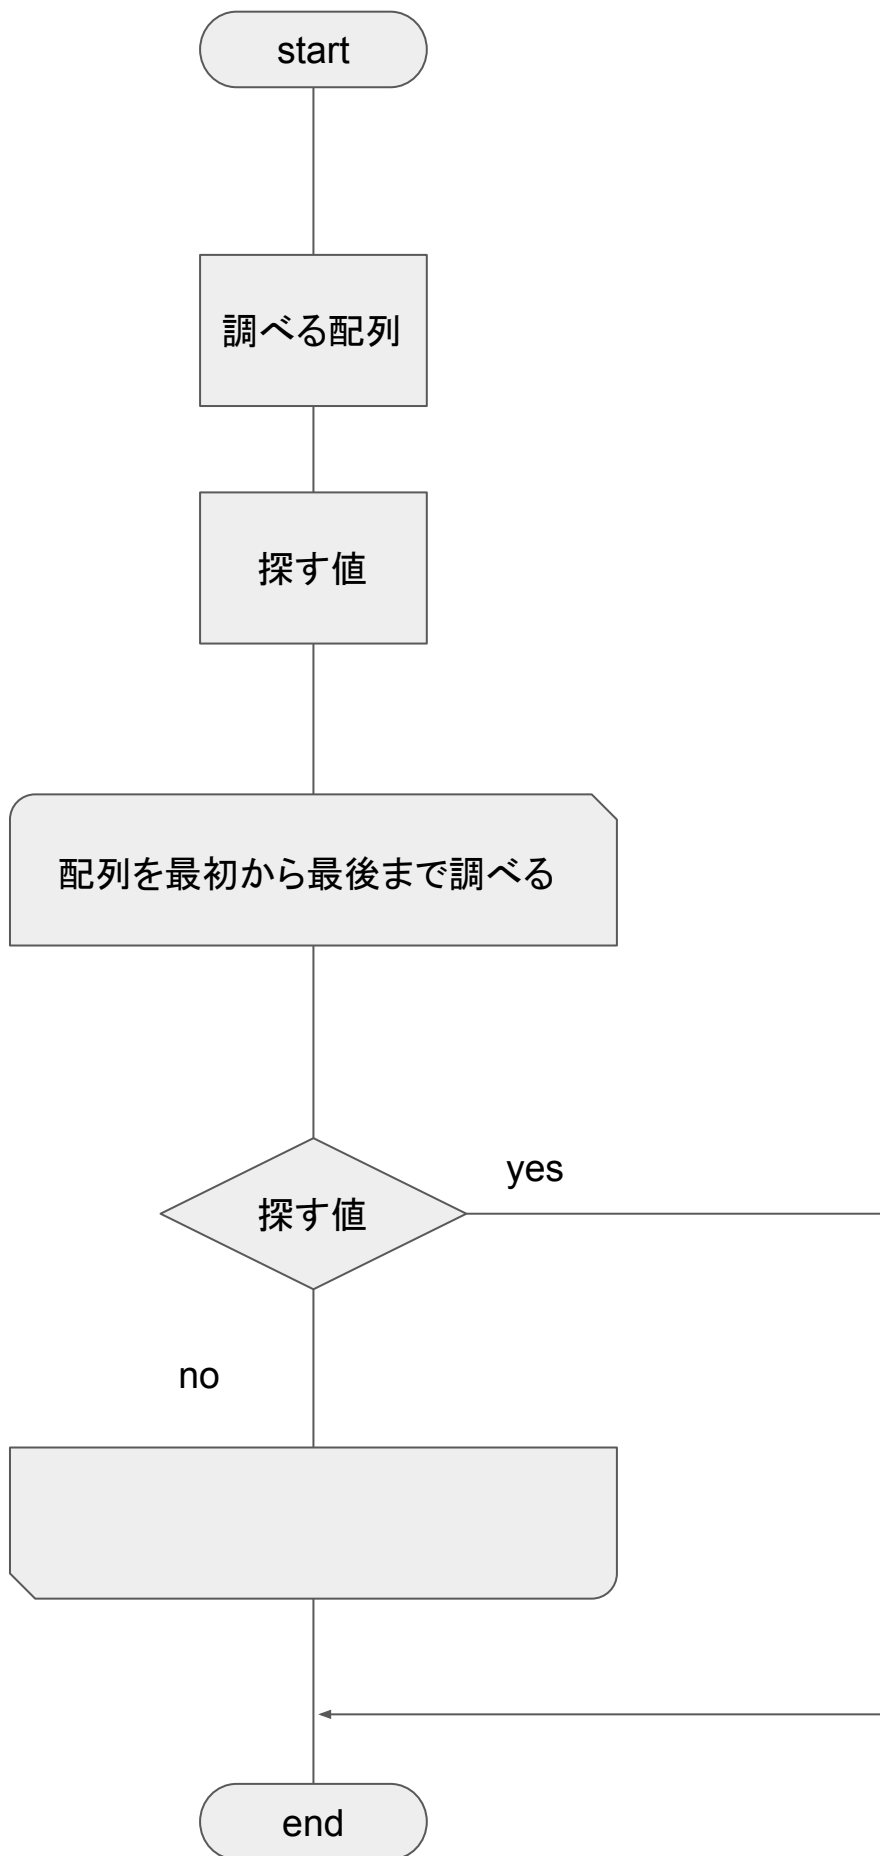 start
調べる配列
探す値
配列を最初から最後まで調べる
yes
探す値
no
end